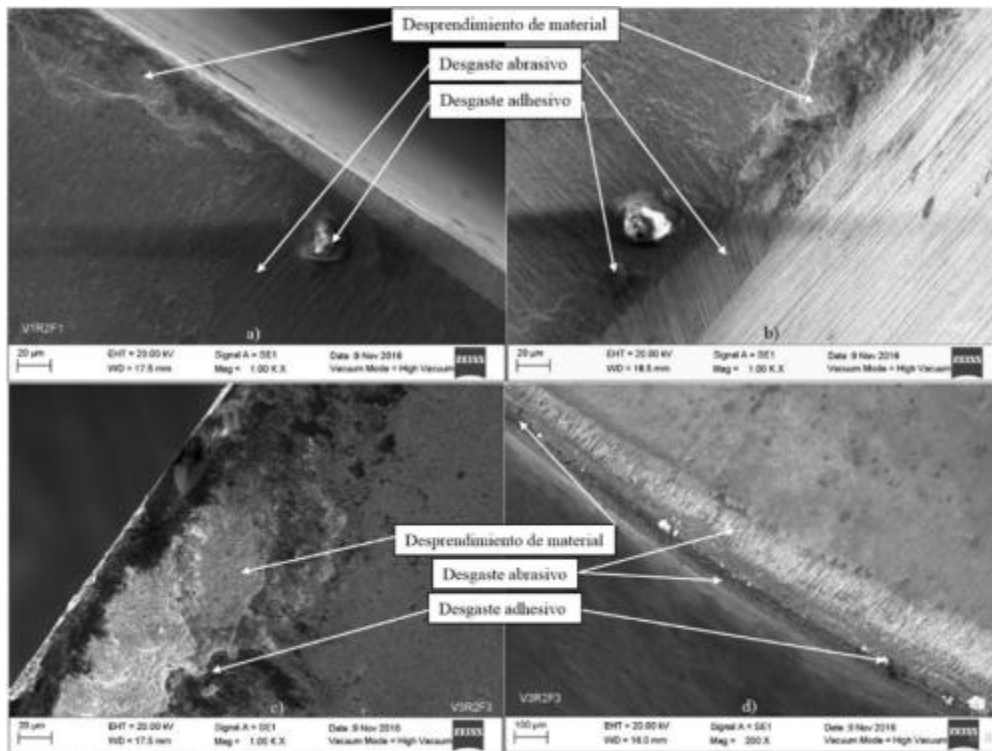 Desprendimiento de material
Desgaste abrasivo
Desgaste adhesivo
V1R2F1
a)
b)
20 µm
EHT = 20.00 kV
Signal A = SE1
Date :9 Nov 2016
WD = 17.5 mm
Mag = 1.00 K X
Vacuum Mode = High Vacuum
ZEISS
20 µm
EHT = 20.00 kV
Signal A = SE1
Date :9 Nov 2016
WD = 18.5 mm
Mag = 1.00 K X
Vacuum Mode = High Vacuum
ZEISS
Desprendimiento de material
Desgaste abrasivo
Desgaste adhesivo
c)
V3R2F3
V3R2F3
d)
20 µm
EHT = 20.00 kV
Signal A = SE1
Date :9 Nov 2016
WD = 17.5 mm
Mag = 1.00 K X
Vacuum Mode = High Vacuum
ZEISS
100 µm
EHT = 20.00 kV
Signal A = SE1
Date :9 Nov 2016
WD = 16.0 mm
Mag = 200 X
Vacuum Mode = High Vacuum
ZEISS